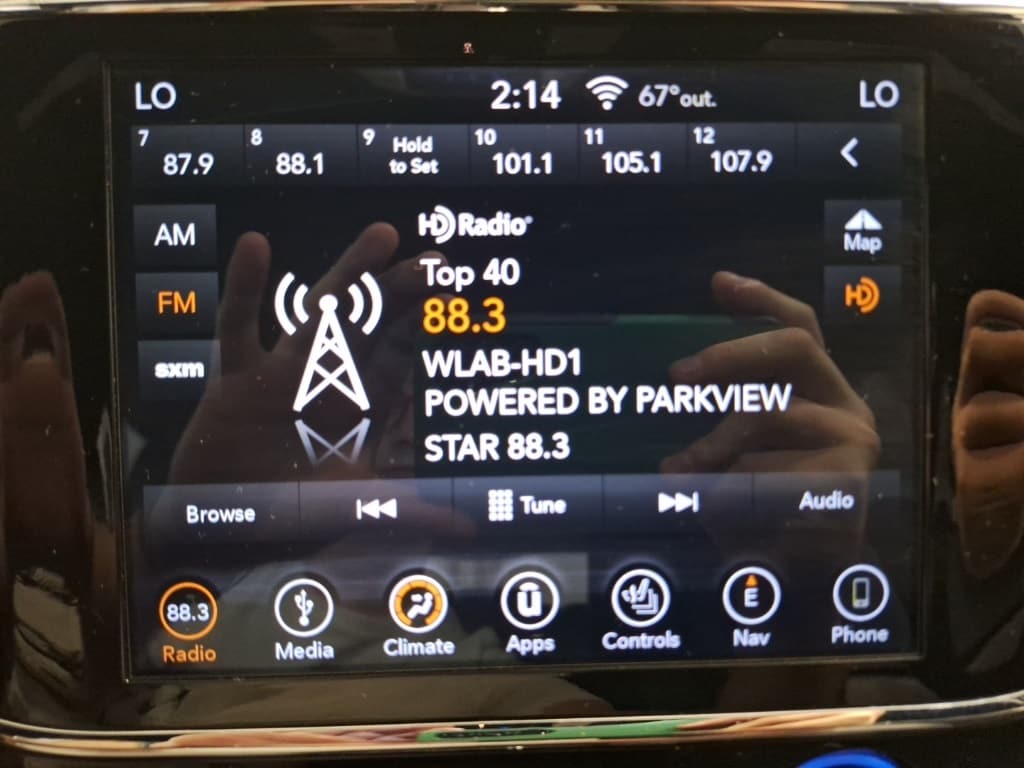 LO 2:14 67°out. LO
7 87.9 8 88.1 9 Hold to Set 10 101.1 11 105.1 12 107.9
AM
FM
sxm
HD Radio®
Top 40
88.3
WLAB-HD1
POWERED BY PARKVIEW
STAR 88.3
Map
HD
Browse Tune Audio
88.3 E
Radio Media Climate Apps Controls Nav Phone